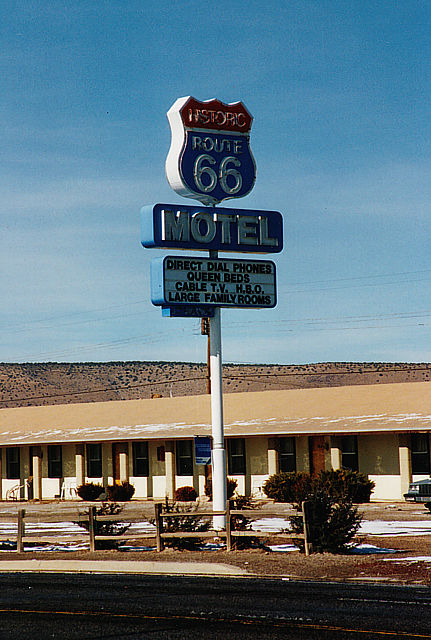 HISTORIC
ROUTE
66
MOTEL
DIRECT DIAL PHONES
QUEEN BEDS
CABLE T.V. H.B.O.
LARGE FAMILY ROOMS